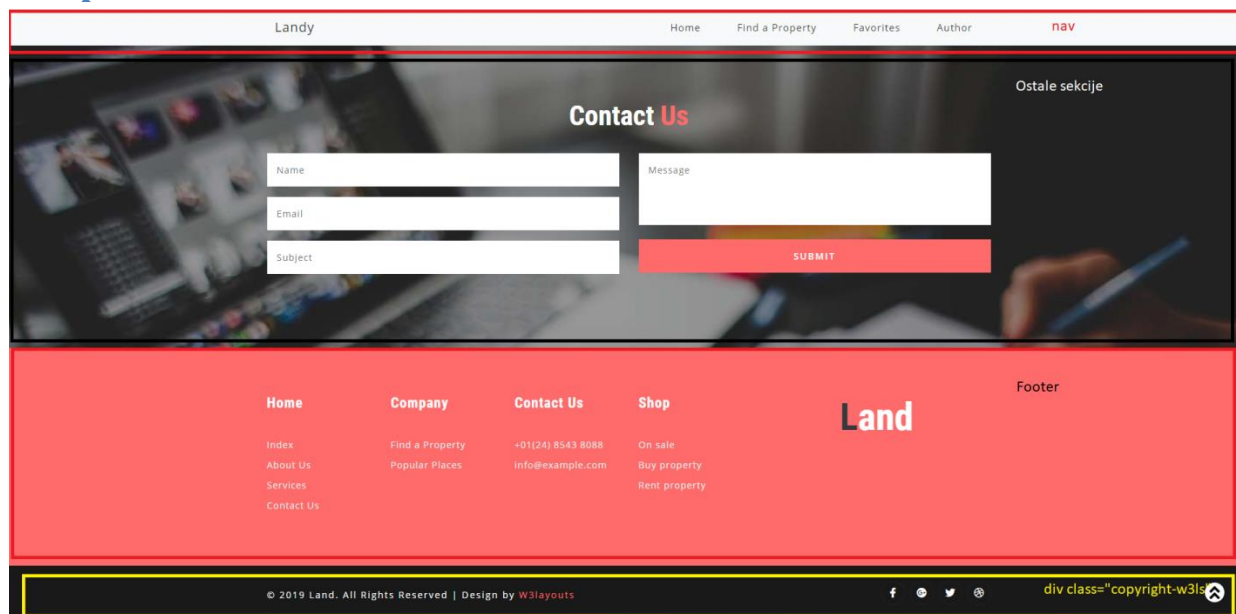 Landy
Home Find a Property Favorites Author nav
Ostale sekcije
Contact Us
Name
Message
Email
Subject
SUBMIT
Footer
Home Company Contact Us Shop
Land
Index Find a Property +01(24) 8543 8088 On sale
About Us Popular Places info@example.com Buy property
Services Rent property
Contact Us
© 2019 Land. All Rights Reserved | Design by W3layouts
div class="copyright-w3ls